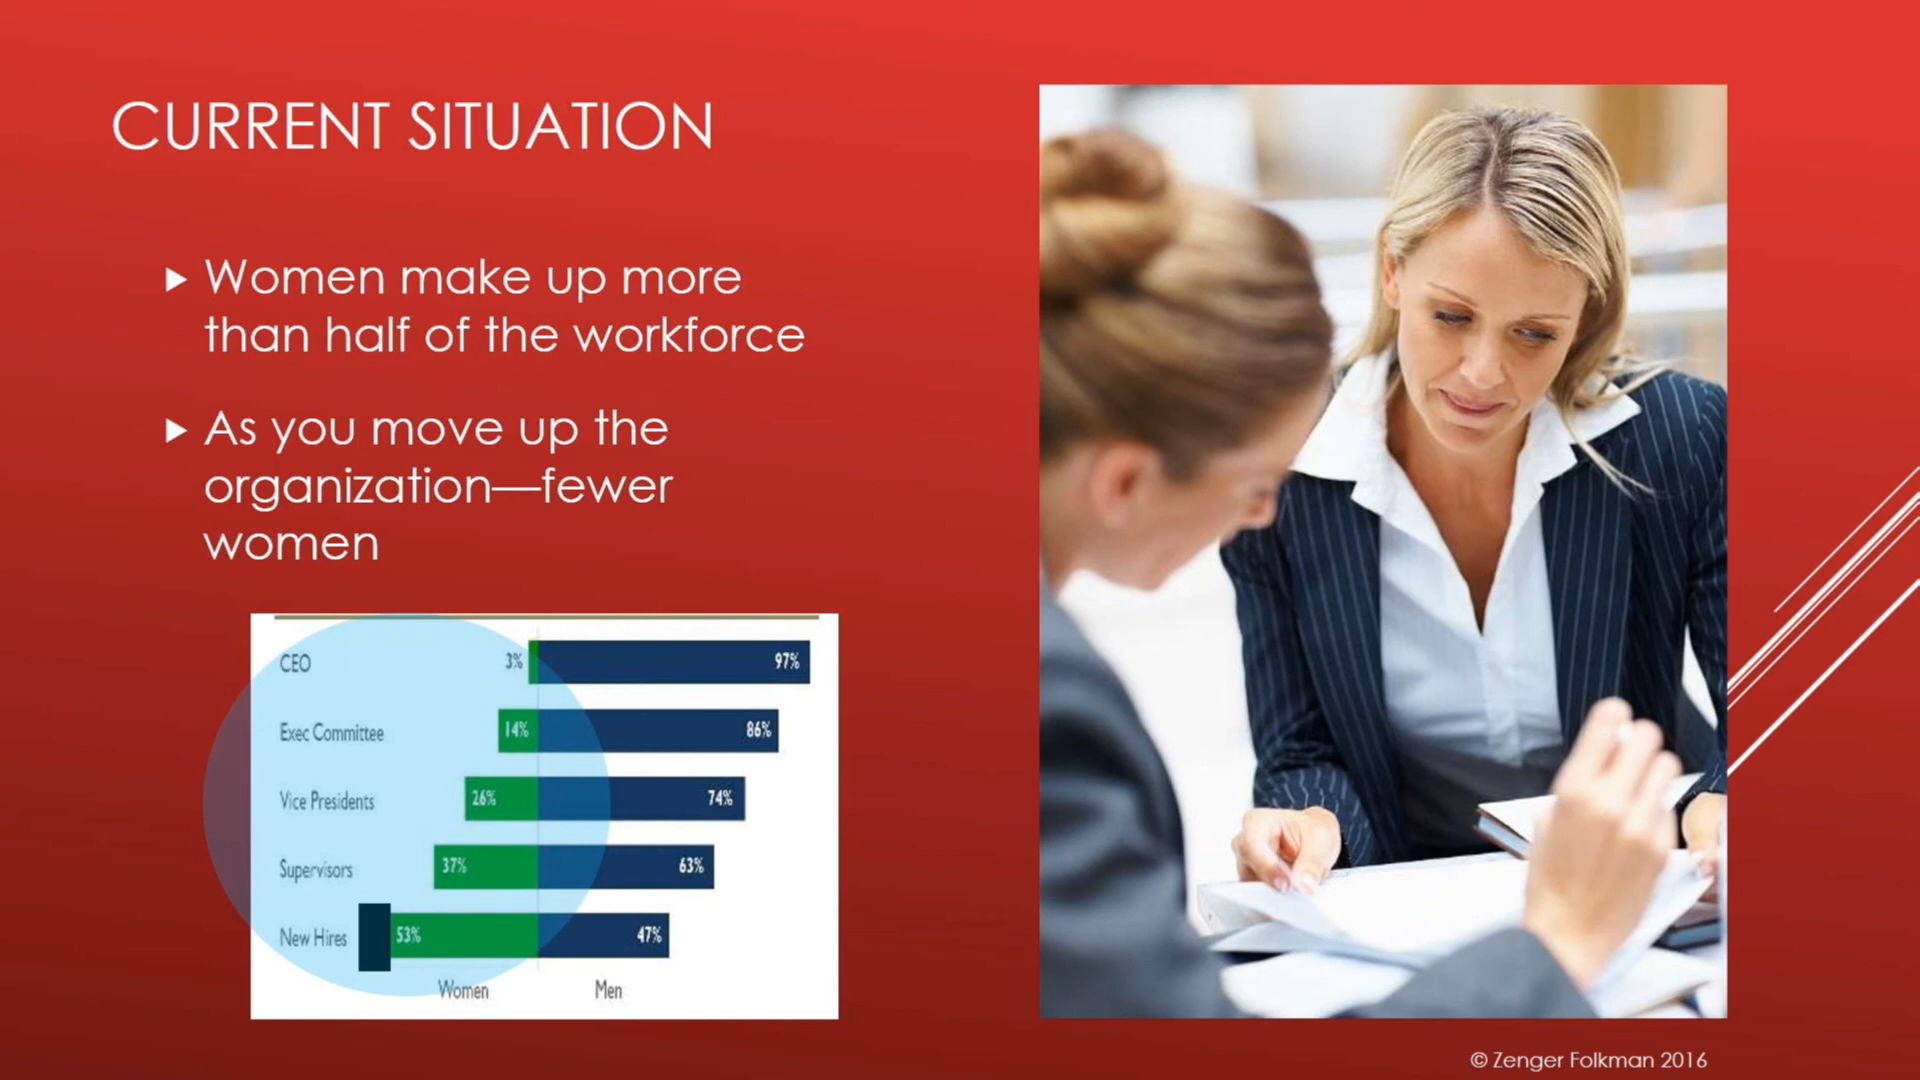 CURRENT SITUATION
Women make up more
than half of the workforce
As you move up the
organization—fewer
women
CEO 3% 97%
Exec Committee 14% 86%
Vice Presidents 26% 74%
Supervisors 37% 63%
New Hires 53% 47%
Women Men
© Zenger Folkman 2016